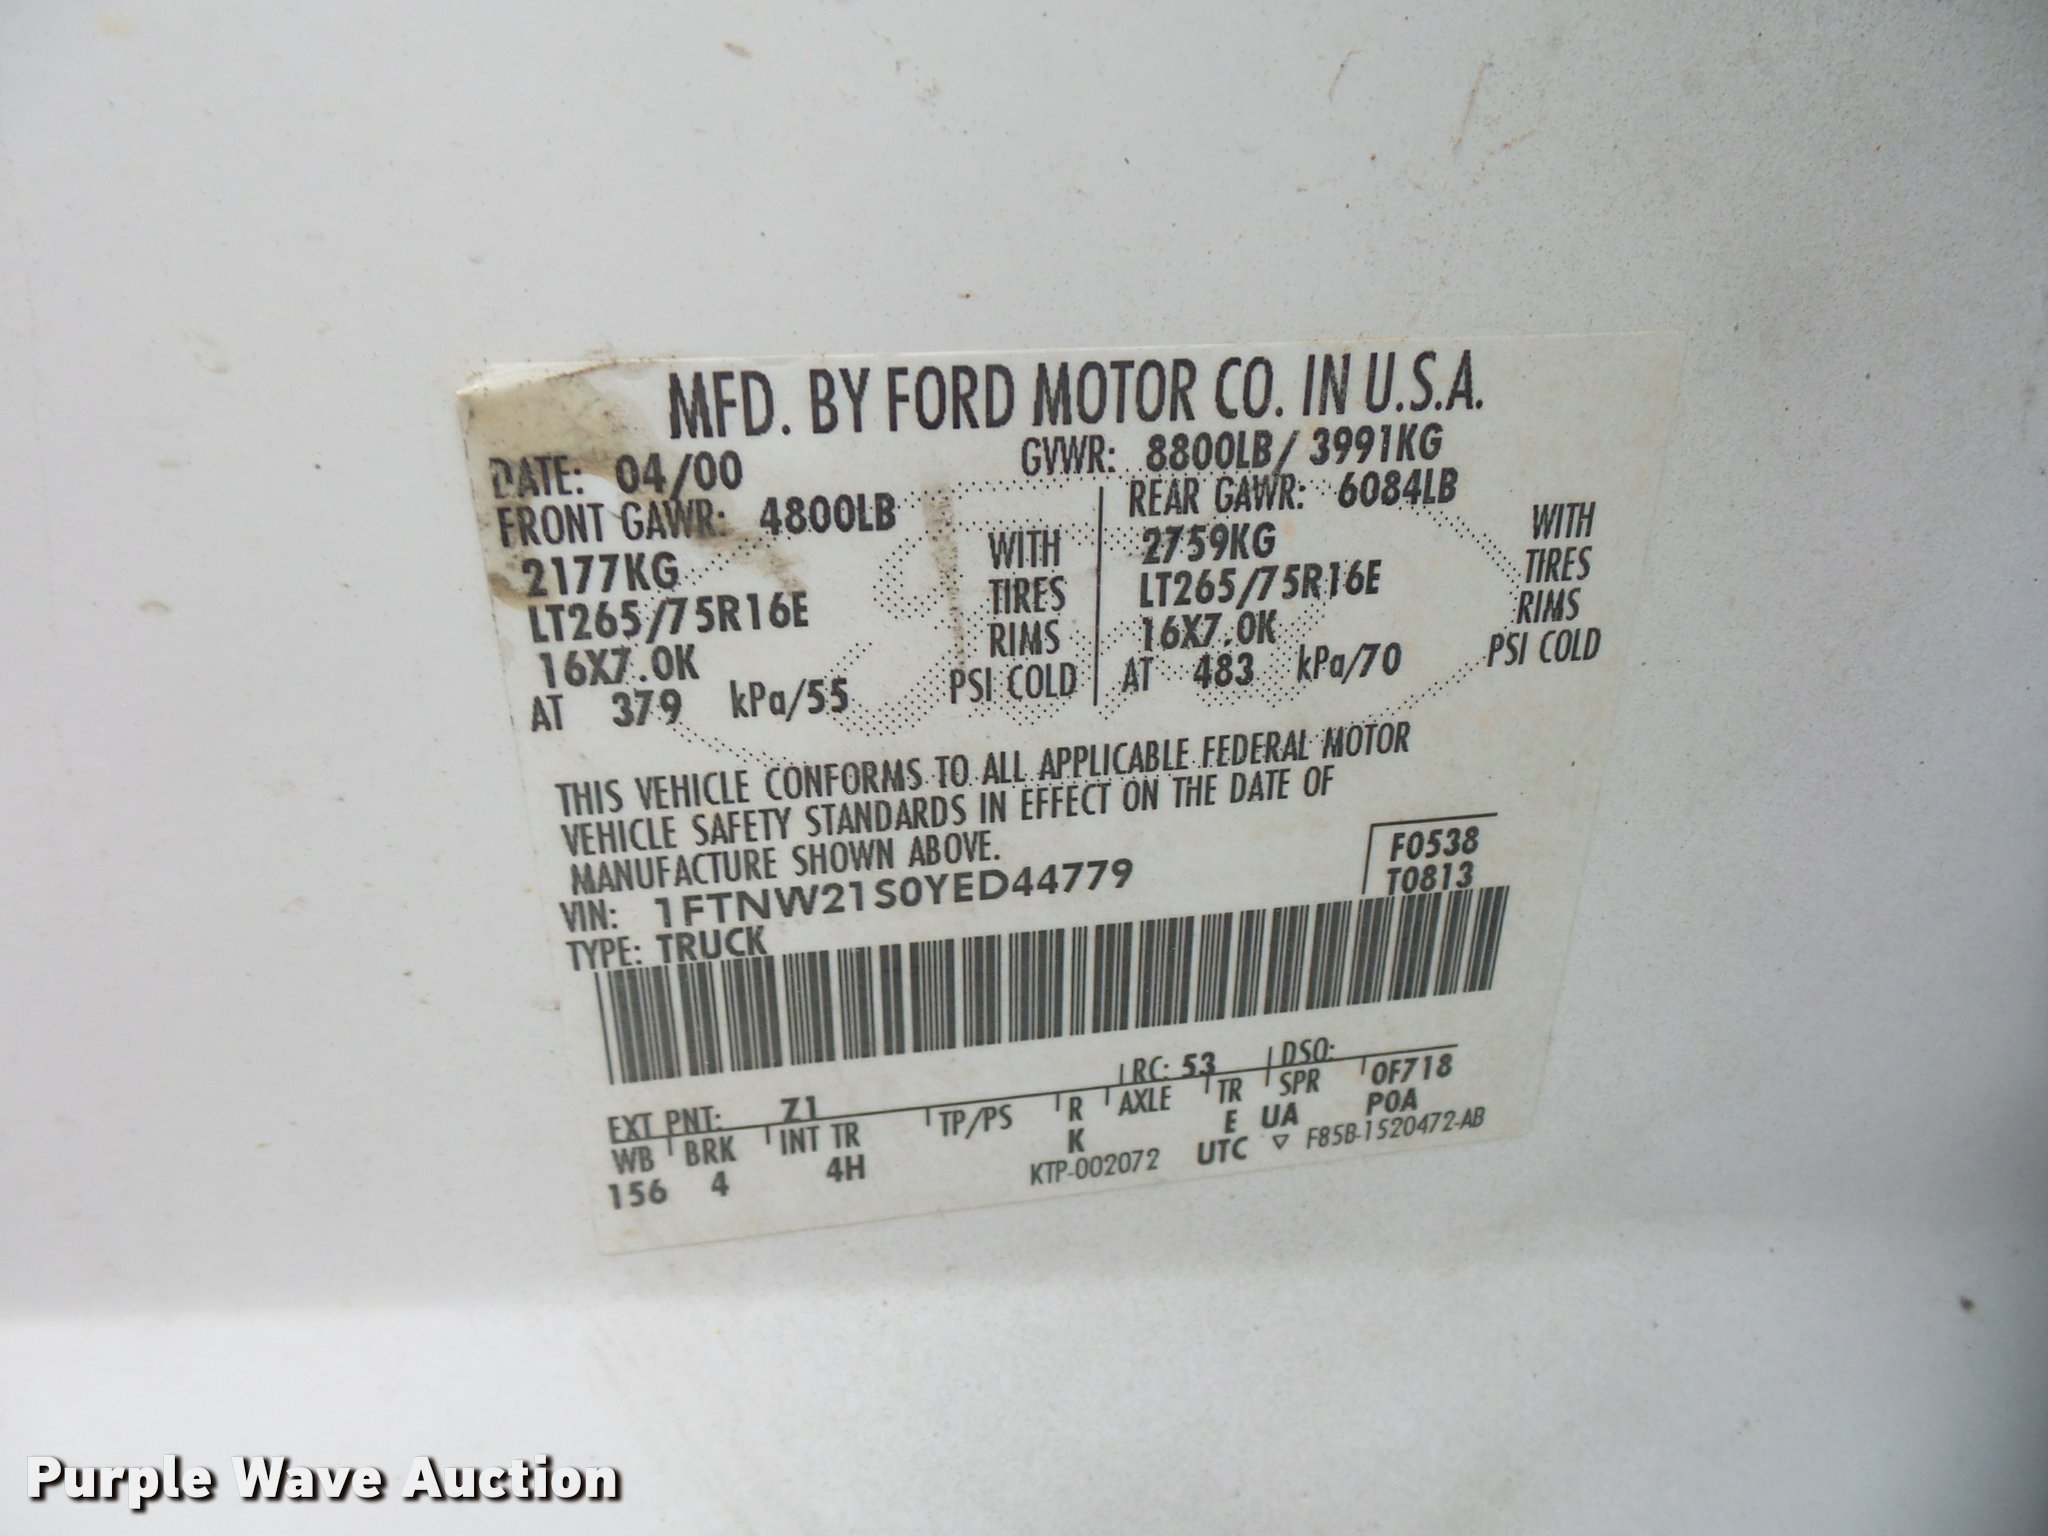 MFD. BY FORD MOTOR CO. IN U.S.A.
DATE: 04/00 GVWR: 8800LB/ 3991KG
FRONT GAWR: 4800LB REAR GAWR: 6084LB
2177KG WITH 2759KG WITH
LT265/75R16E TIRES LT265/75R16E TIRES
16X7.0K RIMS 16X7.0K RIMS
AT 379 kPa/55 PSI COLD AT 483 kPa/70 PSI COLD
THIS VEHICLE CONFORMS TO ALL APPLICABLE FEDERAL MOTOR
VEHICLE SAFETY STANDARDS IN EFFECT ON THE DATE OF
MANUFACTURE SHOWN ABOVE.
F0538
VIN: 1FTNW21S0YED44779 T0813
TYPE: TRUCK
EXT PNT: Z1 RC: 53 DSO:
WB BRK INT TR TP/PS R AXLE TR SPR 0F718
156 4 4H K E UA P0A
KTP-002072 UTC ▽ F85B-1520472-AB
Purple Wave Auction